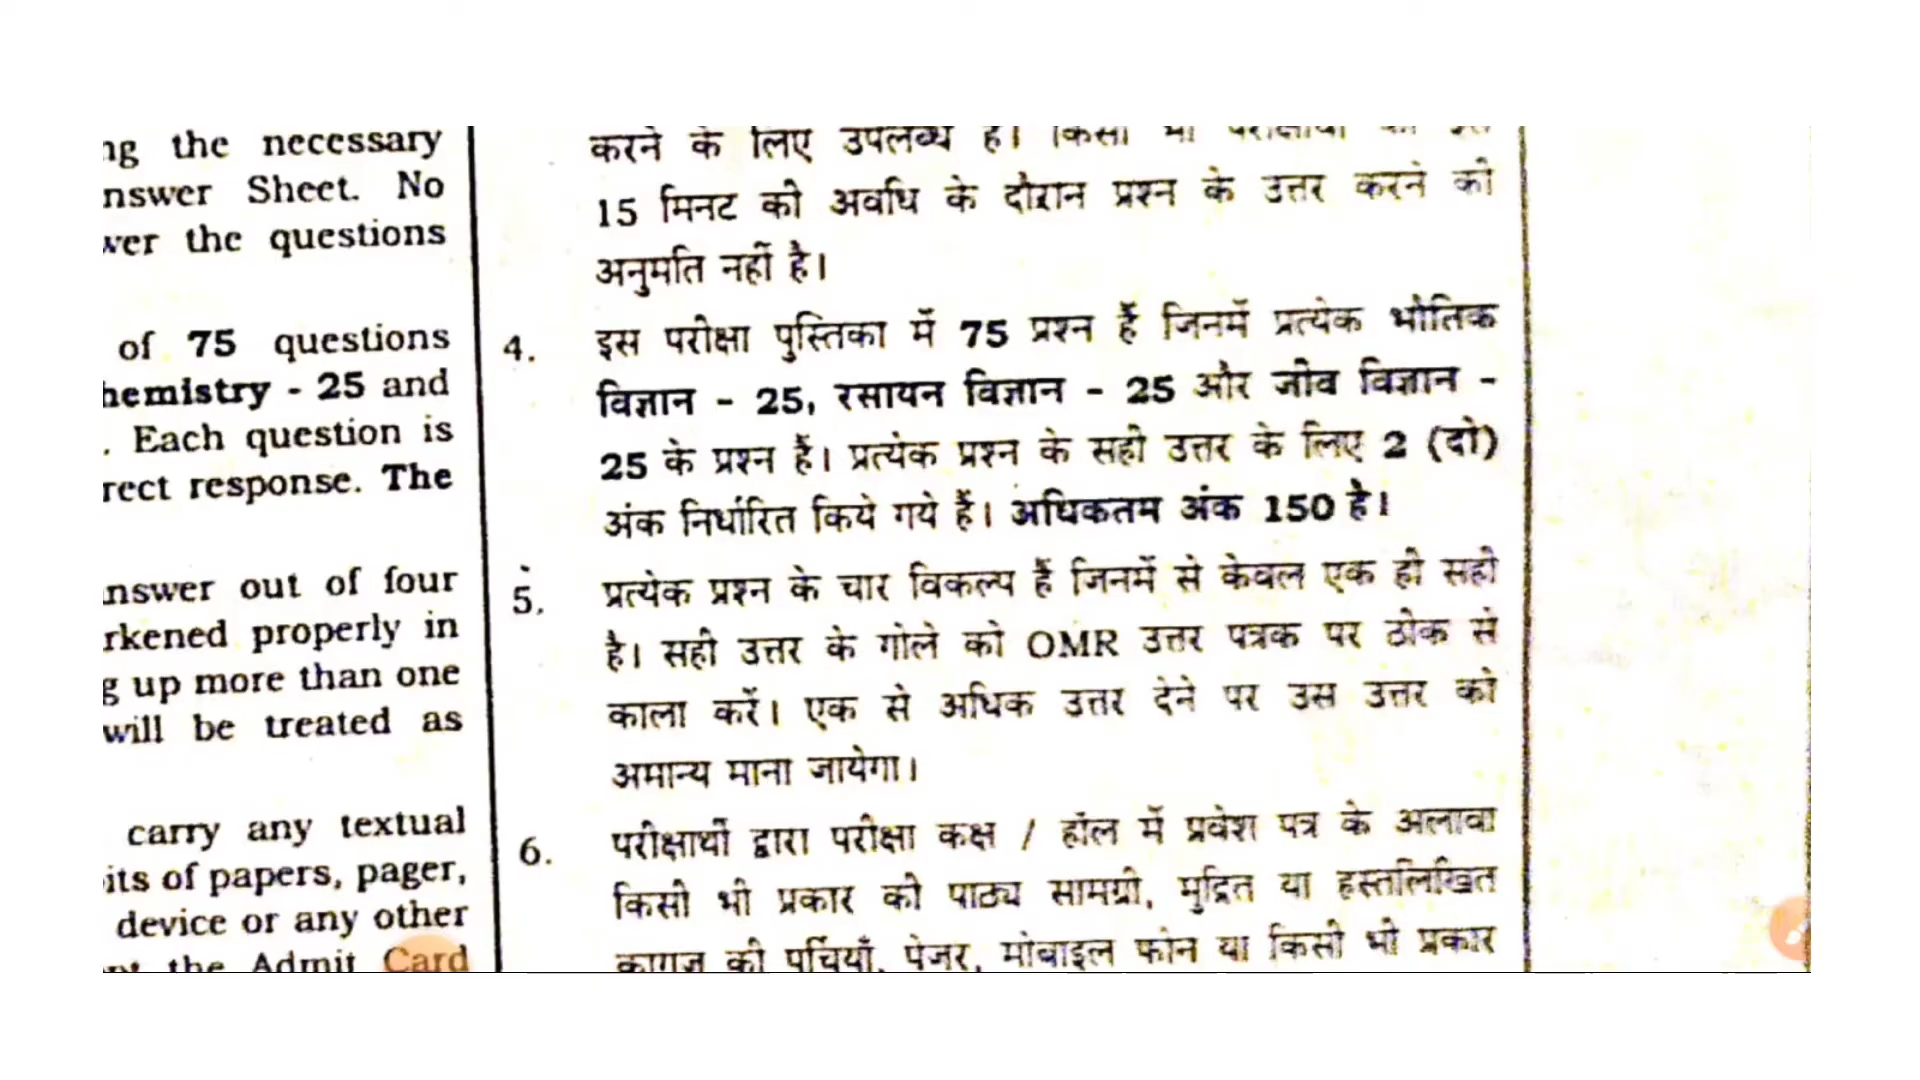 ng the necessary
nswer Sheet. No
wer the questions
of 75 questions
hemistry - 25 and
. Each question is
rect response. The
nswer out of four
rkened properly in
g up more than one
will be treated as
carry any textual
its of papers, pager,
device or any other
the Admit Card
करने के लिए उपलब्ध है। किसी भी
15 मिनट की अवधि के दौरान प्रश्न के उत्तर करने की
अनुमति नहीं है।
4. इस परीक्षा पुस्तिका में 75 प्रश्न हैं जिनमें प्रत्येक भौतिक
विज्ञान - 25, रसायन विज्ञान - 25 और जीव विज्ञान -
25 के प्रश्न हैं। प्रत्येक प्रश्न के सही उत्तर के लिए 2 (दो)
अंक निर्धारित किये गये हैं। अधिकतम अंक 150 है।
5. प्रत्येक प्रश्न के चार विकल्प हैं जिनमें से केवल एक ही सही
है। सही उत्तर के गोले को OMR उत्तर पत्रक पर ठीक से
काला करें। एक से अधिक उत्तर देने पर उस उत्तर को
अमान्य माना जायेगा।
6. परीक्षार्थी द्वारा परीक्षा कक्ष / हॉल में प्रवेश पत्र के अलावा
किसी भी प्रकार की पाठ्य सामग्री, मुद्रित या हस्तलिखित
कागज की पर्चियाँ, पेजर, मोबाइल फोन या किसी भी प्रकार